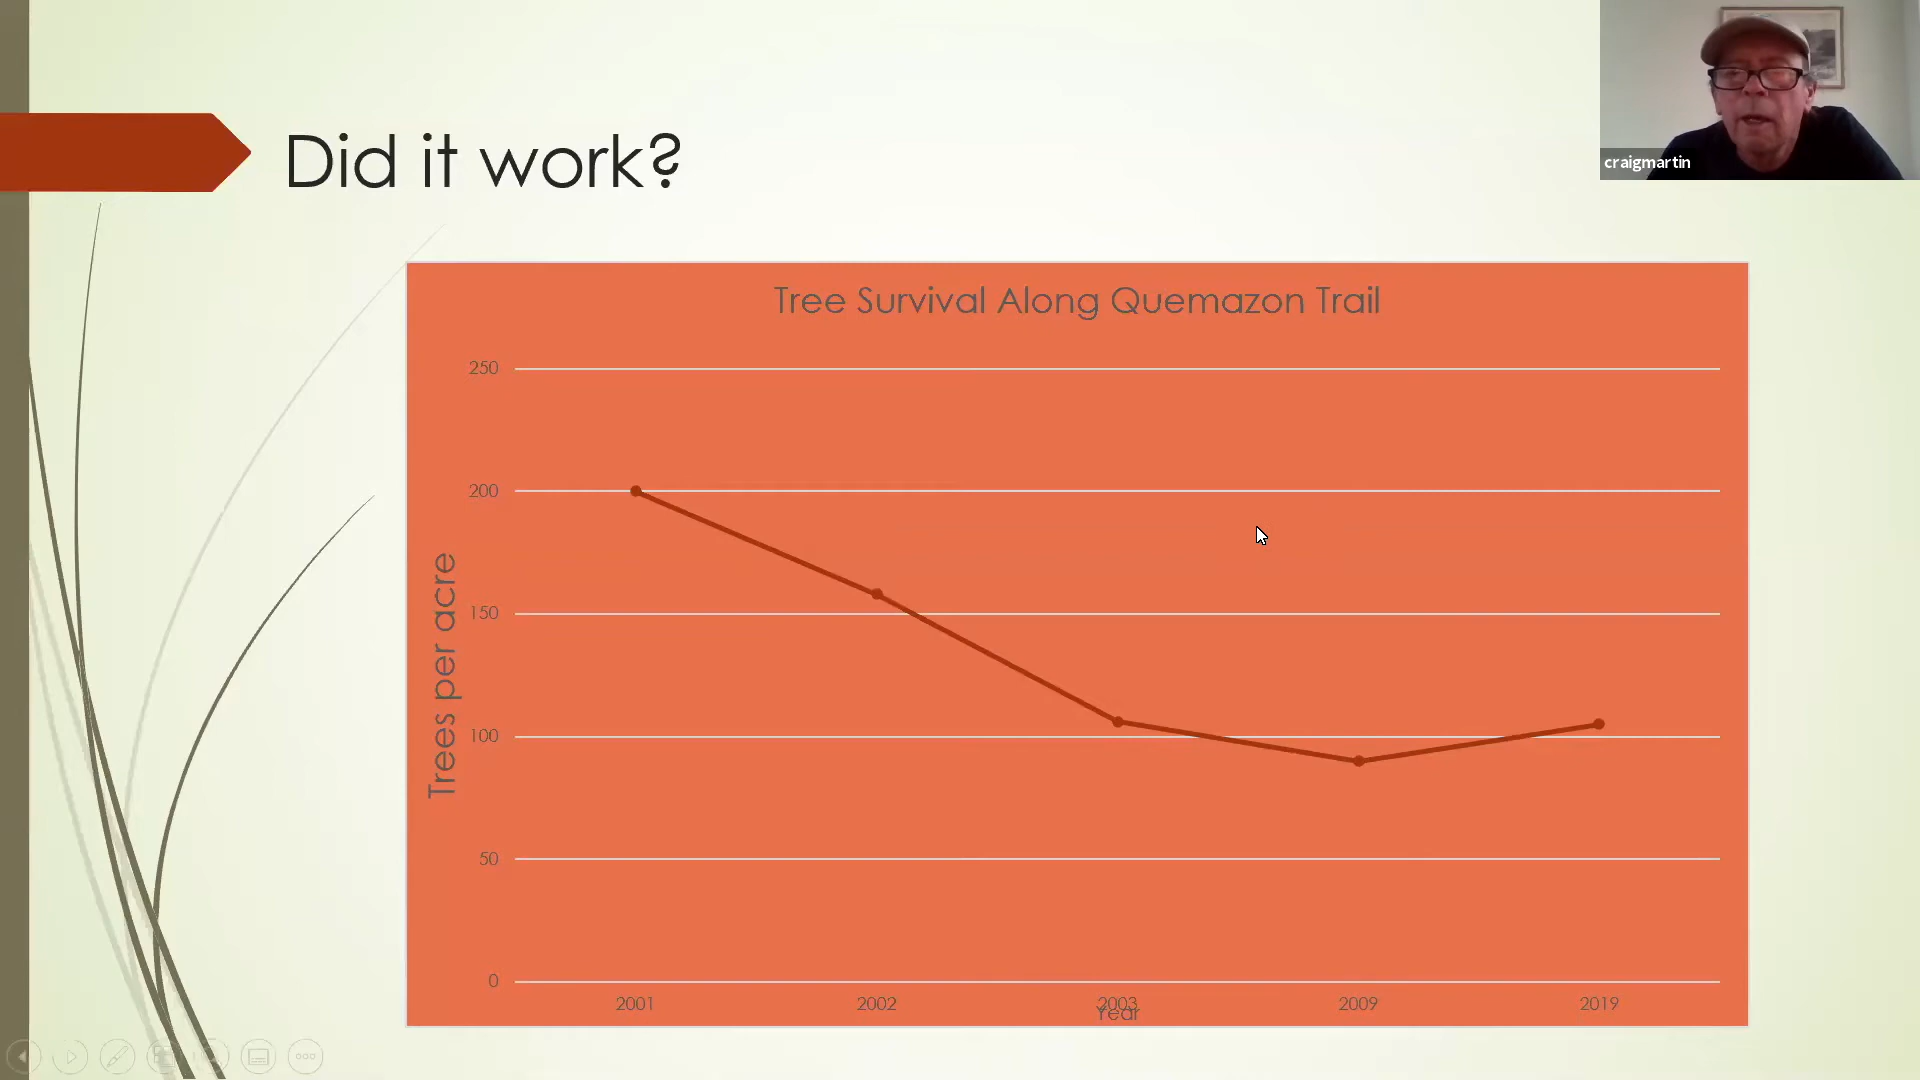 craigmartin
Did it work?
Tree Survival Along Quemazon Trail
Trees per acre
250
200
150
100
50
0
2001 2002 2003 2009 2019
Year